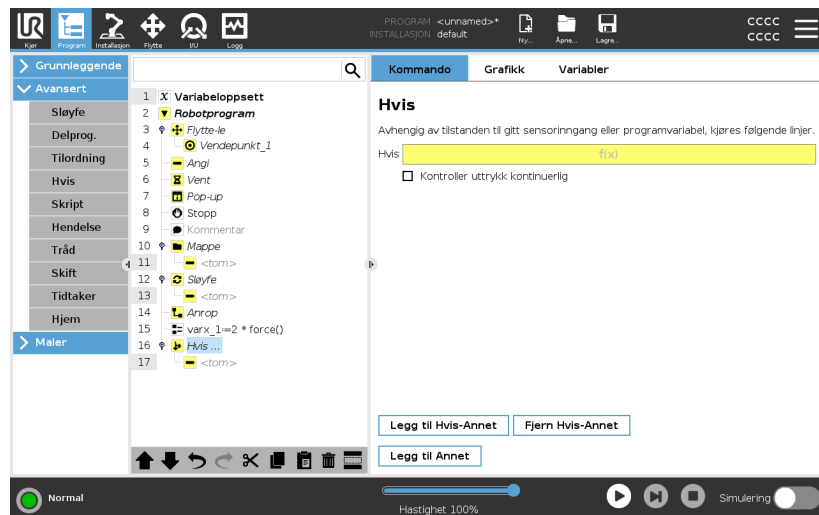 PROGRAM <unnamed>*
INSTALLASJON default
CCCC
CCCC
Kjør Program Installasjon Flytte I/U Logg Ny... Åpne... Lagre...
Grunnleggende
Avansert
Sløyfe
Delprog.
Tilordning
Hvis
Skript
Hendelse
Tråd
Skift
Tidtaker
Hjem
Maler
1 X Variabeloppsett
2 Robotprogram
3 Flytte-le
4 Vendepunkt_1
5 Angi
6 Vent
7 Pop-up
8 Stopp
9 Kommentar
10 Mappe
11 <tom>
12 Sløyfe
13 <tom>
14 Anrop
15 varx_1:=2 * force()
16 Hvis ...
17 <tom>
Kommando Grafikk Variabler
Hvis
Avhengig av tilstanden til gitt sensorinngang eller programvariabel, kjøres følgende linjer.
Hvis f(x)
Kontroller uttrykk kontinuerlig
Legg til Hvis-Annet Fjern Hvis-Annet
Legg til Annet
Normal
Hastighet 100%
Simulering